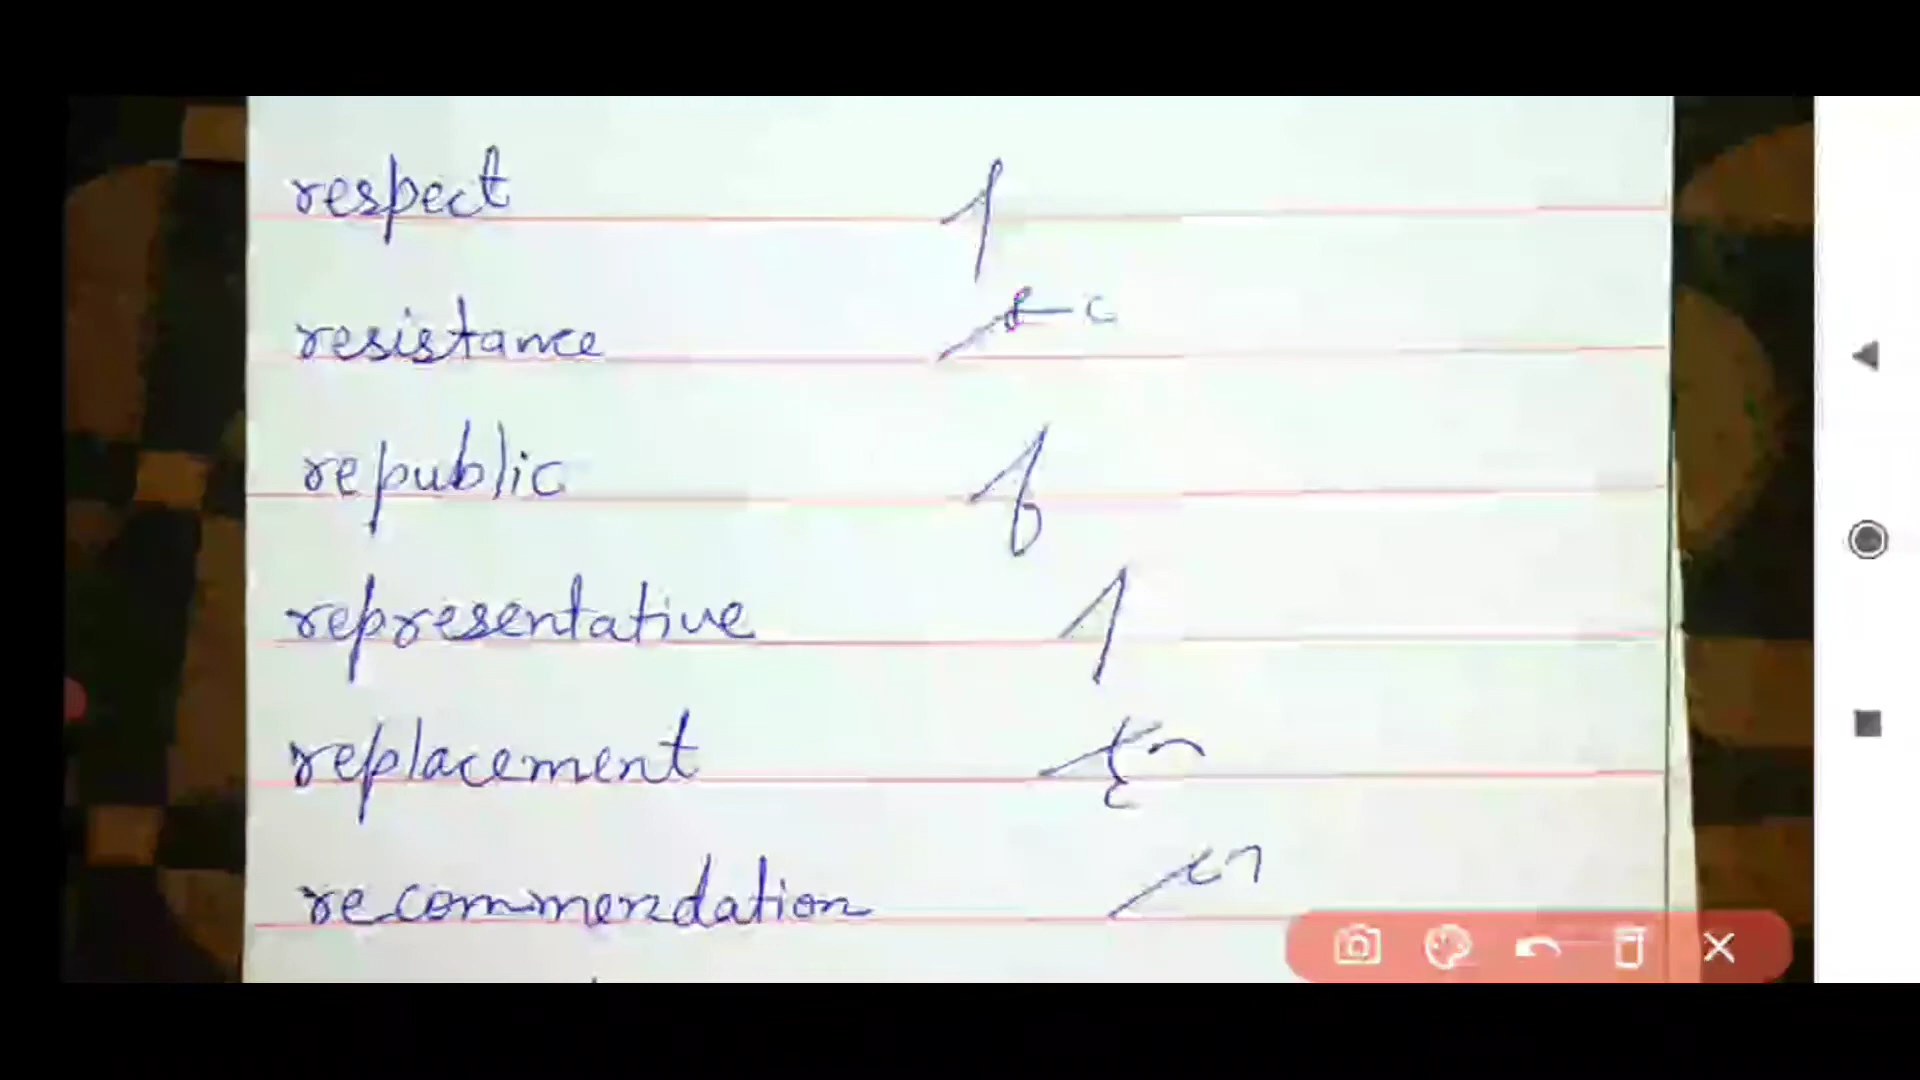 respect
resistance
republic
representative
replacement
recommendation